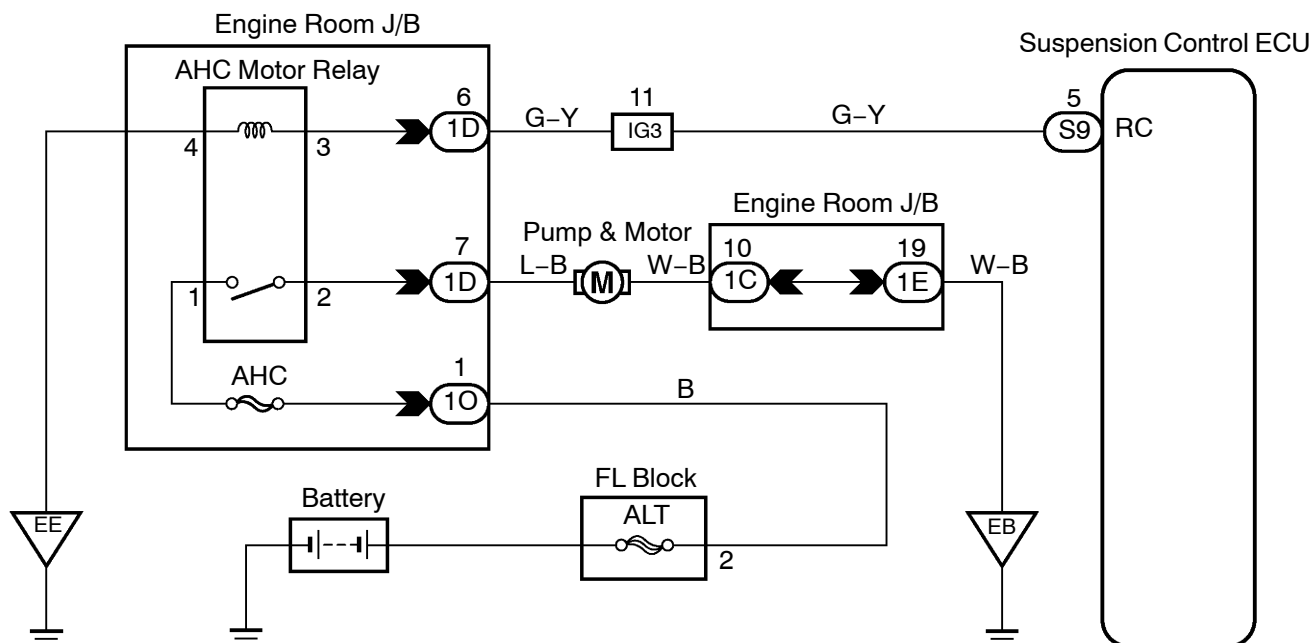 Engine Room J/B
Suspension Control ECU
AHC Motor Relay
6
11
5
1D
G–Y
IG3
G–Y
S9
RC
4
3
Engine Room J/B
Pump & Motor
7
10
19
L–B
W–B
W–B
1D
M
1C
1E
1
2
AHC
1
1O
B
FL Block
Battery
ALT
EE
EB
2